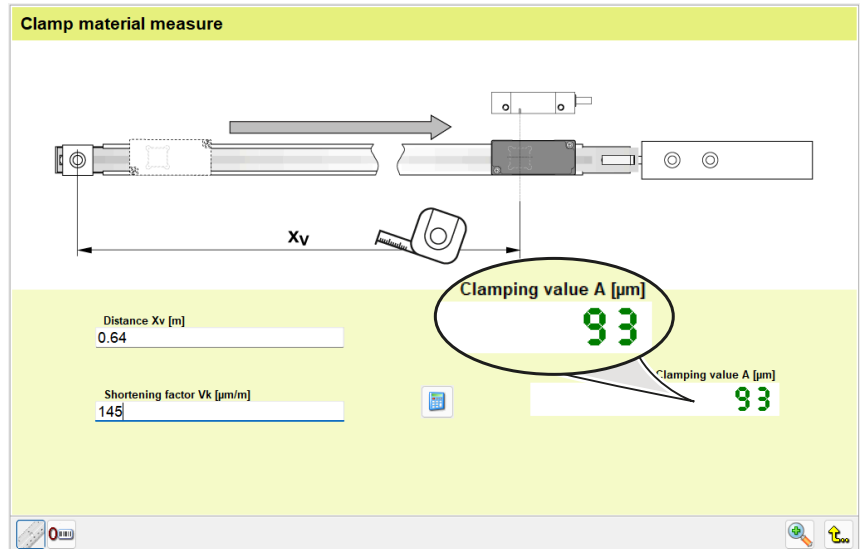 Clamp material measure
XV
Clamping value A [µm]
93
Distance Xv [m]
0.64
Clamping value A [µm]
Shortening factor Vk [µm/m]
145
93
0